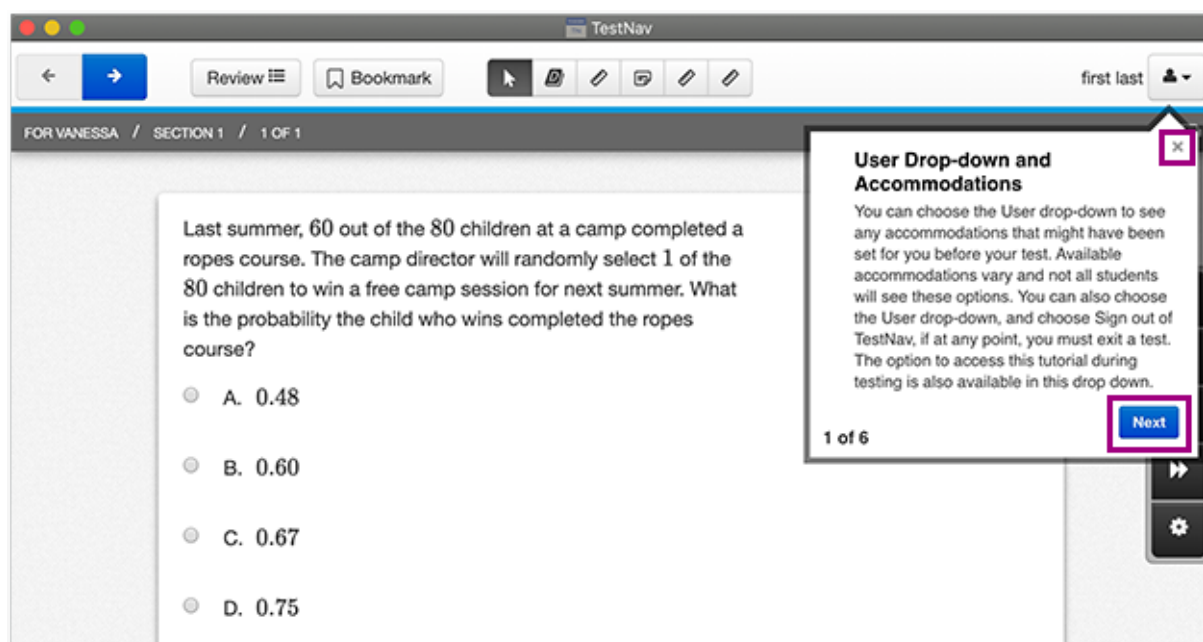 TestNav
Review
Bookmark
first last
FOR VANESSA / SECTION 1 / 1 OF 1
User Drop-down and
Accommodations
You can choose the User drop-down to see
any accommodations that might have been
set for you before your test. Available
accommodations vary and not all students
will see these options. You can also choose
the User drop-down, and choose Sign out of
TestNav, if at any point, you must exit a test.
The option to access this tutorial during
testing is also available in this drop down.
1 of 6
Next
Last summer, 60 out of the 80 children at a camp completed a
ropes course. The camp director will randomly select 1 of the
80 children to win a free camp session for next summer. What
is the probability the child who wins completed the ropes
course?
A. 0.48
B. 0.60
C. 0.67
D. 0.75